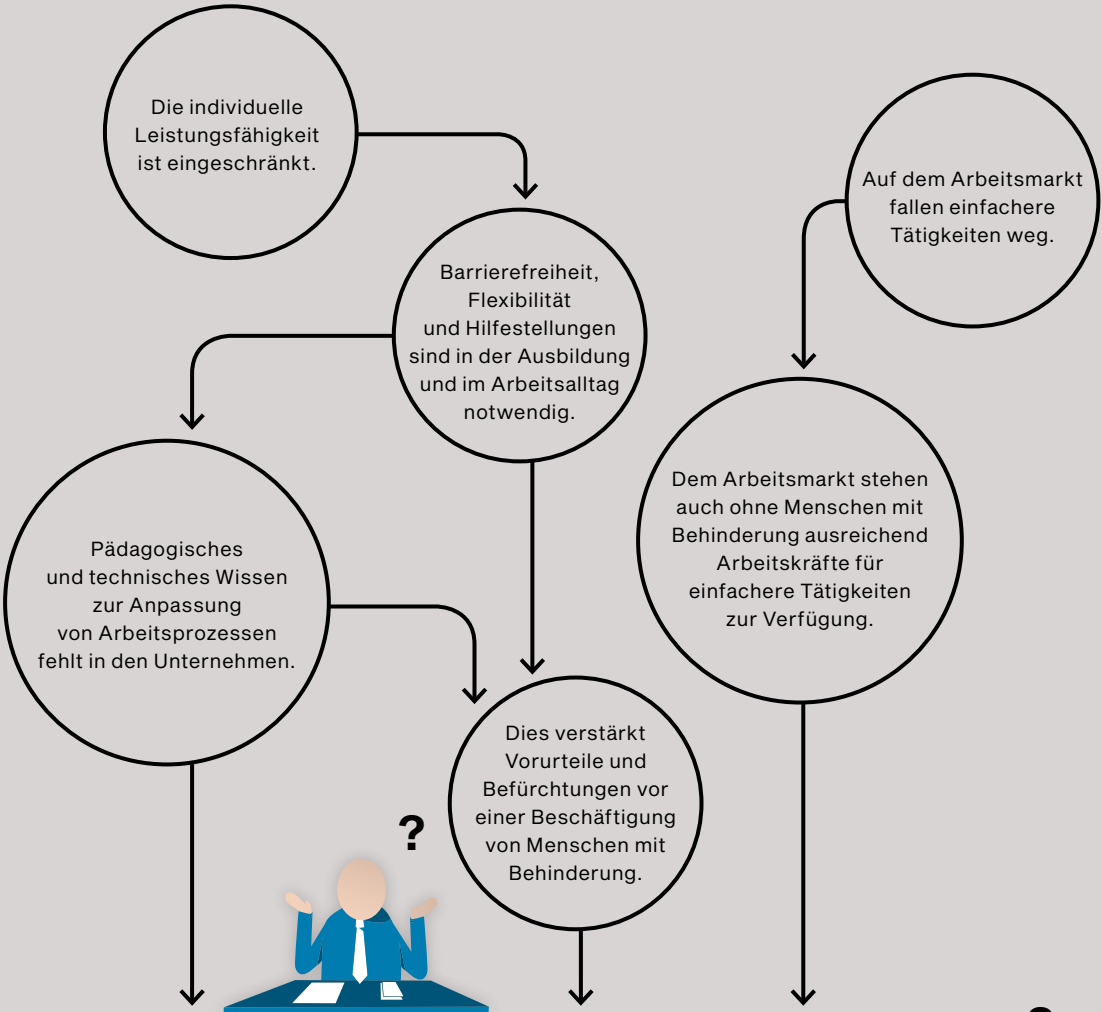 Die individuelle
Leistungsfähigkeit
ist eingeschränkt.
Auf dem Arbeitsmarkt
fallen einfachere
Tätigkeiten weg.
Barrierefreiheit,
Flexibilität
und Hilfestellungen
sind in der Ausbildung
und im Arbeitsalltag
notwendig.
Dem Arbeitsmarkt stehen
auch ohne Menschen mit
Behinderung ausreichend
Arbeitskräfte für
einfachere Tätigkeiten
zur Verfügung.
Pädagogisches
und technisches Wissen
zur Anpassung
von Arbeitsprozessen
fehlt in den Unternehmen.
Dies verstärkt
Vorurteile und
Befürchtungen vor
einer Beschäftigung
von Menschen mit
Behinderung.
?